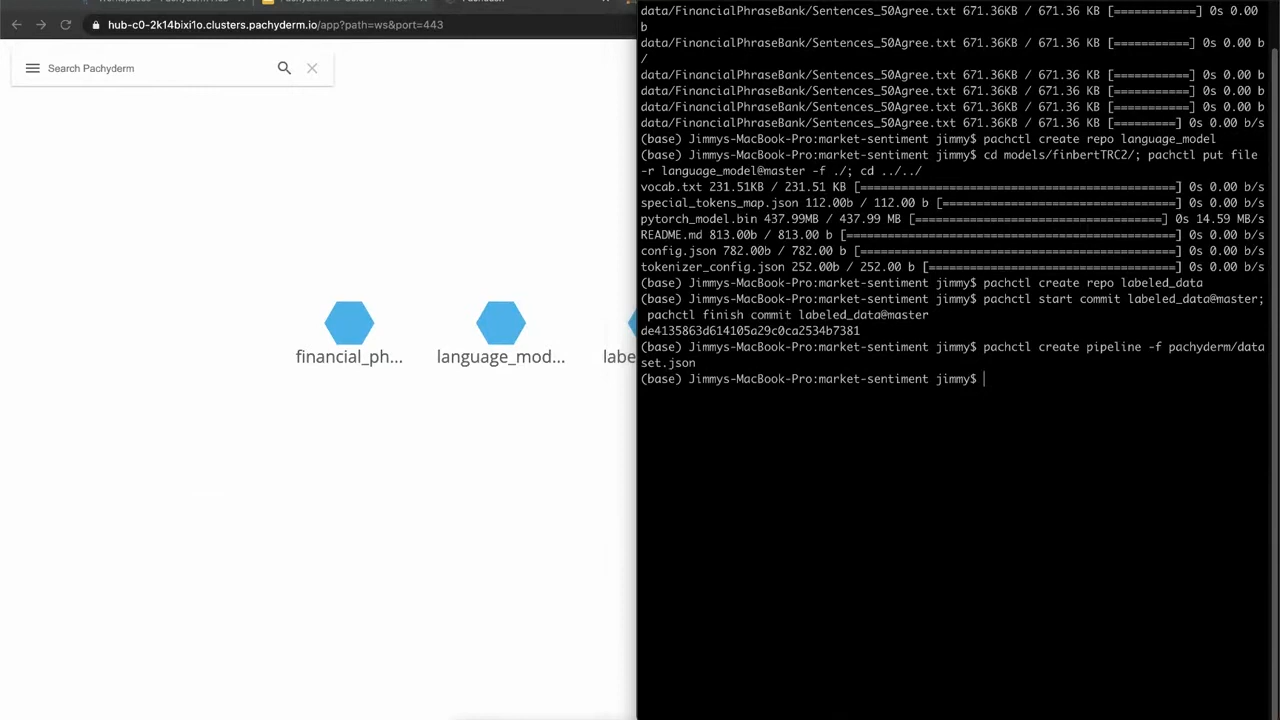 hub-c0-2k14bixi1o.clusters.pachyderm.io/app?path=ws&port=443
Search Pachyderm
financial_ph...
language_mod...
labe
data/FinancialPhraseBank/Sentences_50Agree.txt 671.36KB / 671.36 KB [============] 0s 0.00
b
data/FinancialPhraseBank/Sentences_50Agree.txt 671.36KB / 671.36 KB [===========] 0s 0.00 b
/
data/FinancialPhraseBank/Sentences_50Agree.txt 671.36KB / 671.36 KB [===========] 0s 0.00 b
data/FinancialPhraseBank/Sentences_50Agree.txt 671.36KB / 671.36 KB [===========] 0s 0.00 b
data/FinancialPhraseBank/Sentences_50Agree.txt 671.36KB / 671.36 KB [===========] 0s 0.00 b
data/FinancialPhraseBank/Sentences_50Agree.txt 671.36KB / 671.36 KB [=========] 0s 0.00 b/s
(base) Jimmys-MacBook-Pro:market-sentiment jimmy$ pachctl create repo language_model
(base) Jimmys-MacBook-Pro:market-sentiment jimmy$ cd models/finbertTRC2/; pachctl put file
-r language_model@master -f ./; cd ../../
vocab.txt 231.51KB / 231.51 KB [==============================================] 0s 0.00 b/s
special_tokens_map.json 112.00b / 112.00 b [==================================] 0s 0.00 b/s
pytorch_model.bin 437.99MB / 437.99 MB [====================================] 0s 14.59 MB/s
README.md 813.00b / 813.00 b [================================================] 0s 0.00 b/s
config.json 782.00b / 782.00 b [==============================================] 0s 0.00 b/s
tokenizer_config.json 252.00b / 252.00 b [====================================] 0s 0.00 b/s
(base) Jimmys-MacBook-Pro:market-sentiment jimmy$ pachctl create repo labeled_data
(base) Jimmys-MacBook-Pro:market-sentiment jimmy$ pachctl start commit labeled_data@master;
pachctl finish commit labeled_data@master
de4135863d614105a29c0ca2534b7381
(base) Jimmys-MacBook-Pro:market-sentiment jimmy$ pachctl create pipeline -f pachyderm/data
set.json
(base) Jimmys-MacBook-Pro:market-sentiment jimmy$